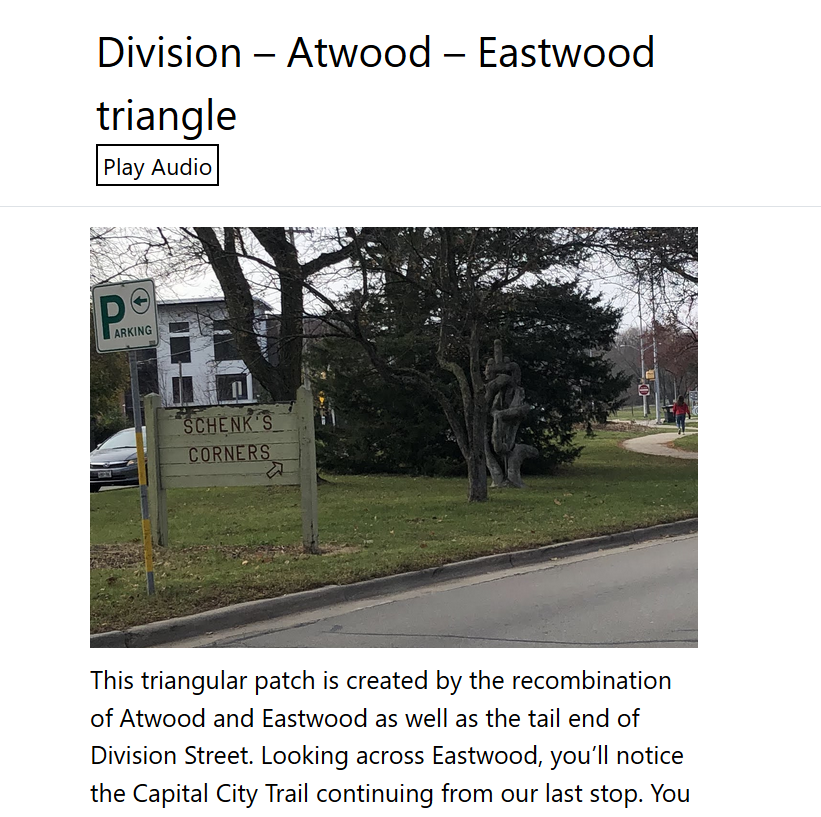 Division – Atwood – Eastwood
triangle
Play Audio
P
ARKING
SCHENK'S
CORNERS
This triangular patch is created by the recombination
of Atwood and Eastwood as well as the tail end of
Division Street. Looking across Eastwood, you’ll notice
the Capital City Trail continuing from our last stop. You